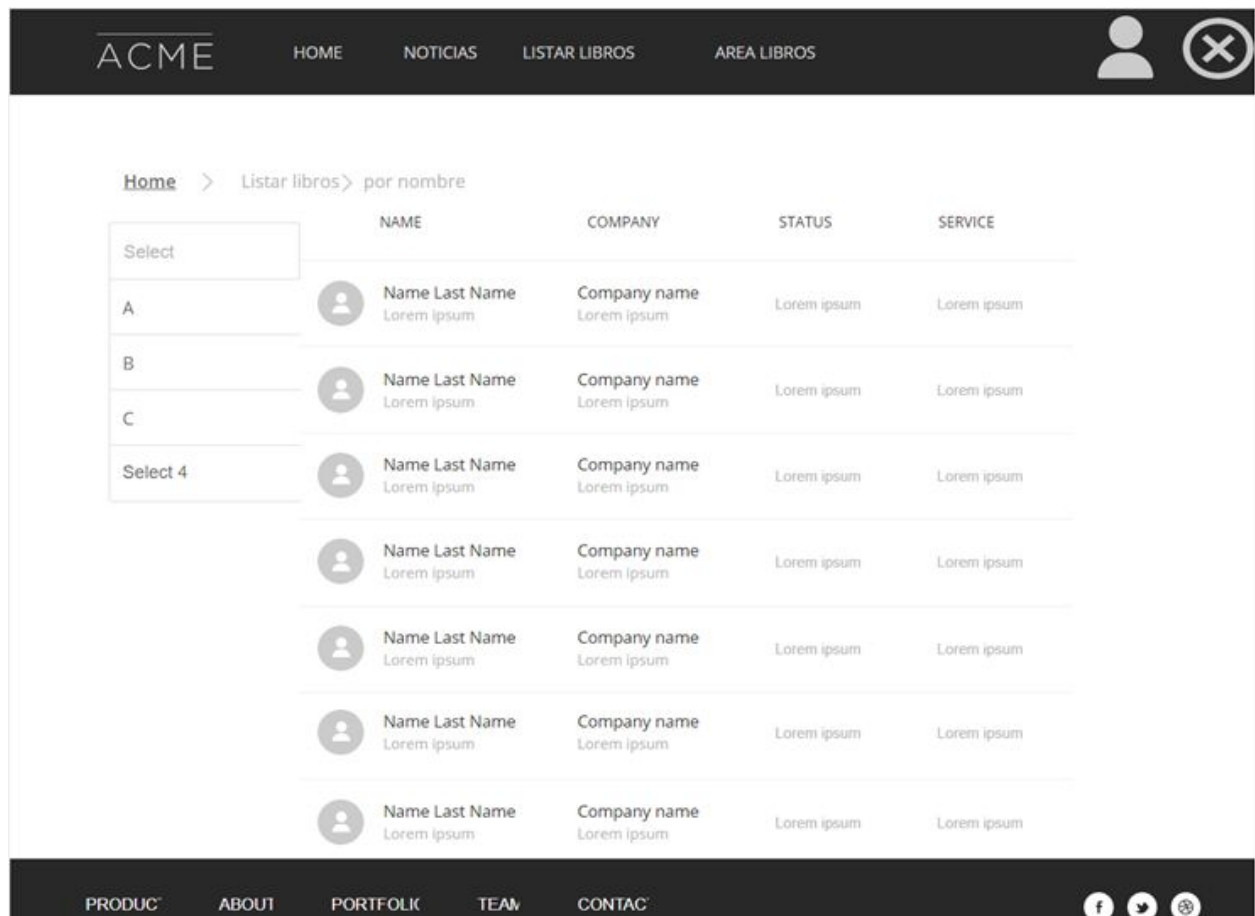 ACME HOME NOTICIAS LISTAR LIBROS AREA LIBROS
Home > Listar libros > por nombre
NAME COMPANY STATUS SERVICE
Select
A
B
C
Select 4
Name Last Name Company name
Lorem ipsum Lorem ipsum Lorem ipsum Lorem ipsum
Name Last Name Company name
Lorem ipsum Lorem ipsum Lorem ipsum Lorem ipsum
Name Last Name Company name
Lorem ipsum Lorem ipsum Lorem ipsum Lorem ipsum
Name Last Name Company name
Lorem ipsum Lorem ipsum Lorem ipsum Lorem ipsum
Name Last Name Company name
Lorem ipsum Lorem ipsum Lorem ipsum Lorem ipsum
Name Last Name Company name
Lorem ipsum Lorem ipsum Lorem ipsum Lorem ipsum
Name Last Name Company name
Lorem ipsum Lorem ipsum Lorem ipsum Lorem ipsum
PRODUC ABOUT PORTFOLIO TEAM CONTAC